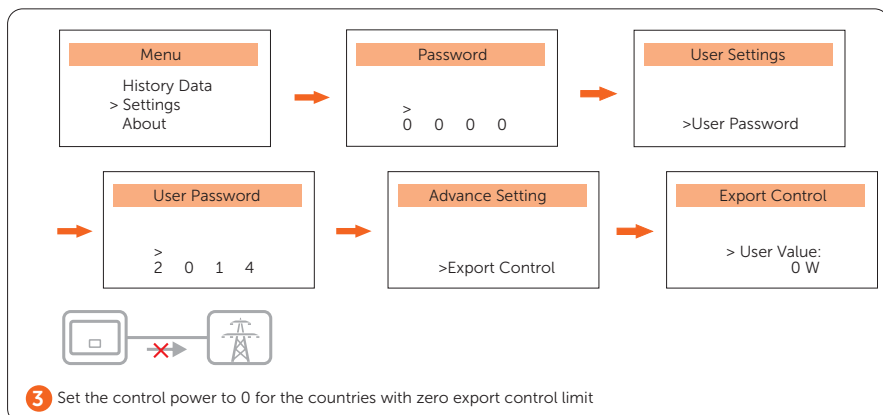 Menu
History Data
> Settings
About
Password
>
0 0 0 0
User Settings
>User Password
User Password
>
2 0 1 4
Advance Setting
>Export Control
Export Control
> User Value:
0 W
3 Set the control power to 0 for the countries with zero export control limit